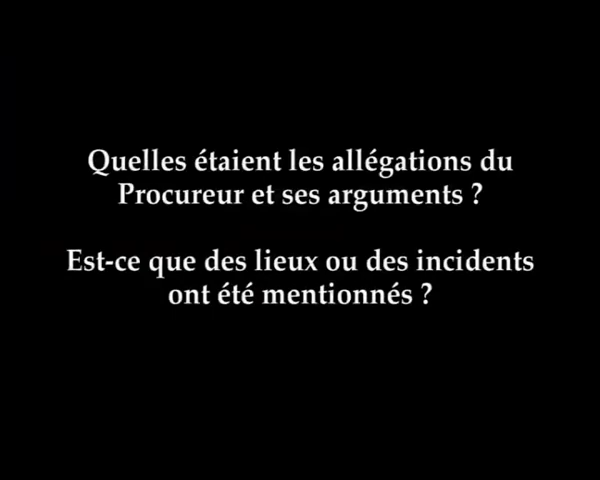 Quelles étaient les allégations du
Procureur et ses arguments ?
Est-ce que des lieux ou des incidents
ont été mentionnés ?